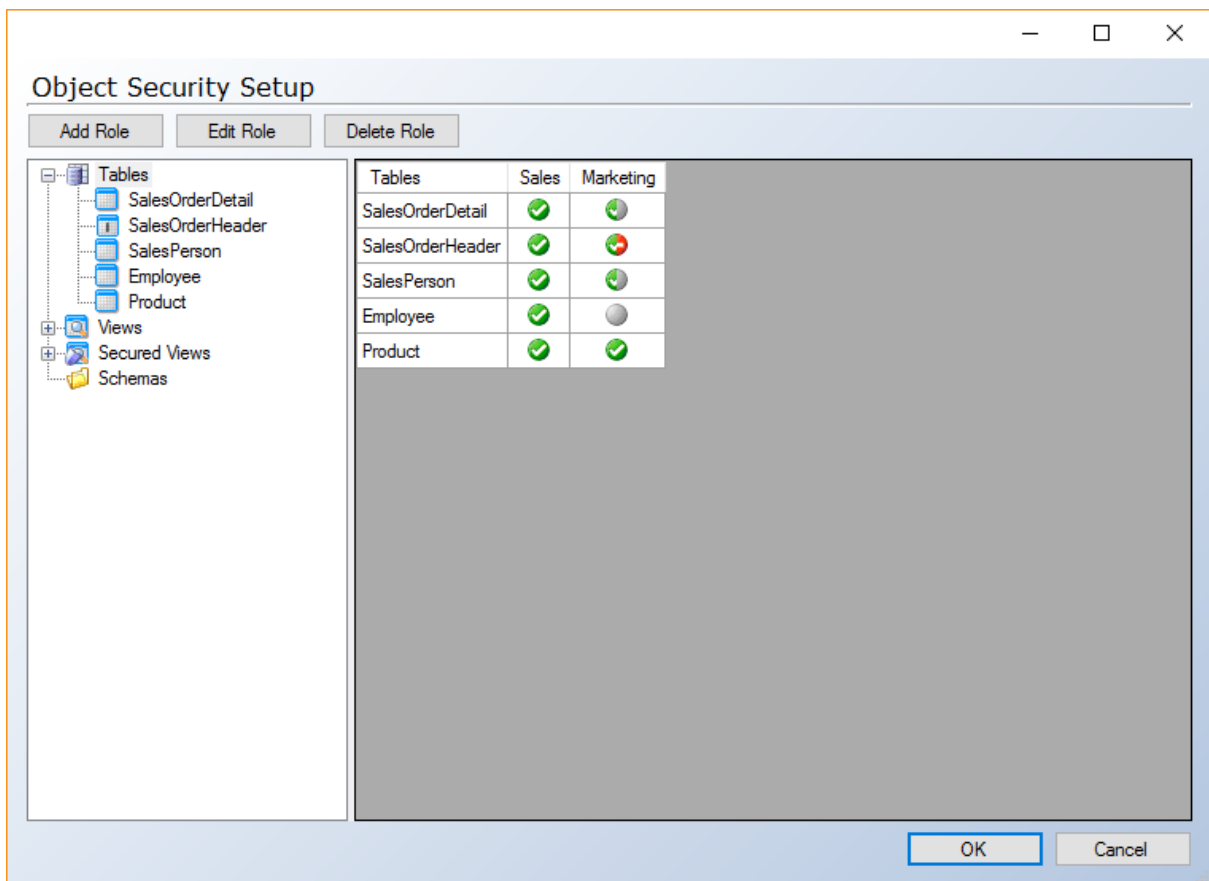 Object Security Setup
Add Role Edit Role Delete Role
Tables
SalesOrderDetail
SalesOrderHeader
SalesPerson
Employee
Product
Views
Secured Views
Schemas
Tables Sales Marketing
SalesOrderDetail
SalesOrderHeader
SalesPerson
Employee
Product
OK Cancel